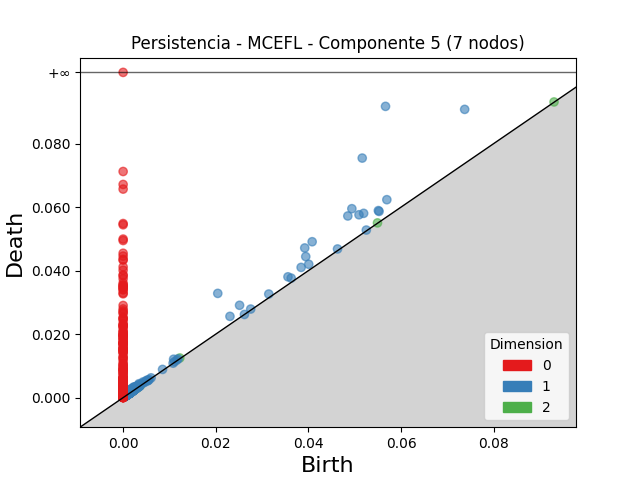 Persistencia - MCEFL - Componente 5 (7 nodos)
+∞
0.080
0.060
0.040
0.020
0.000
Death
Dimension
0
1
2
0.00 0.02 0.04 0.06 0.08
Birth